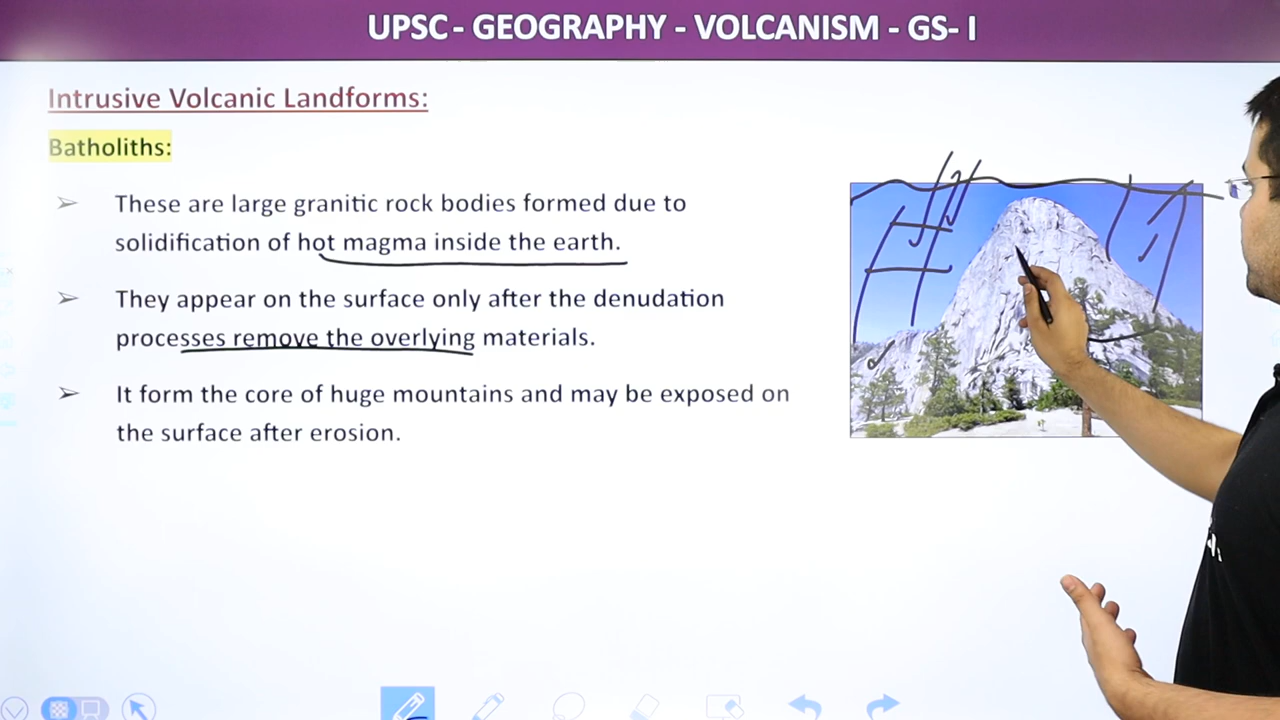 UPSC - GEOGRAPHY - VOLCANISM - GS- I
Intrusive Volcanic Landforms:
Batholiths:
➢ These are large granitic rock bodies formed due to
solidification of hot magma inside the earth.
➢ They appear on the surface only after the denudation
processes remove the overlying materials.
➢ It form the core of huge mountains and may be exposed on
the surface after erosion.